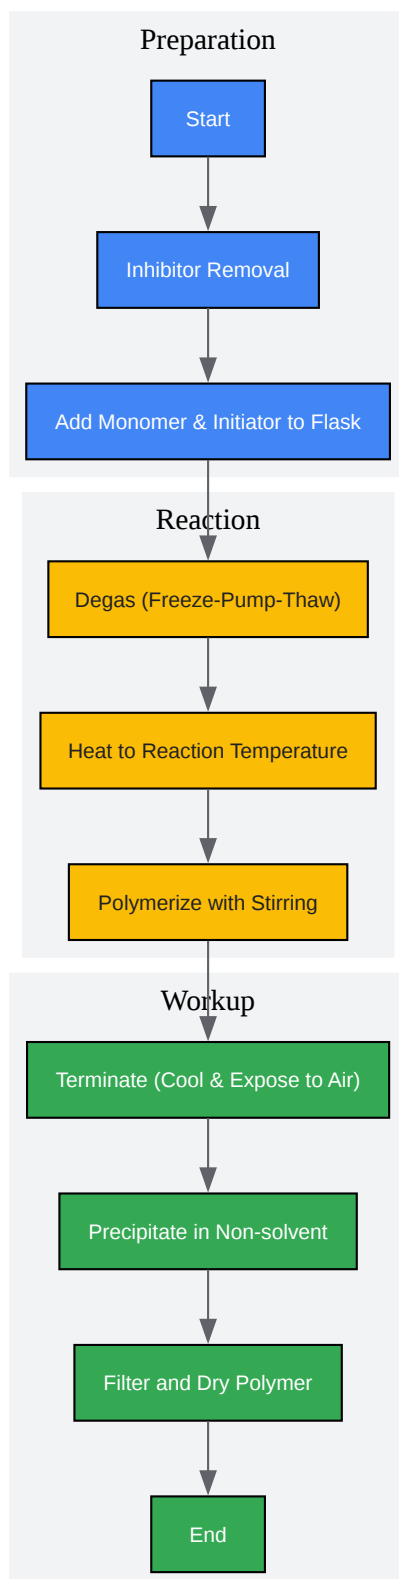 Preparation
Start
Inhibitor Removal
Add Monomer & Initiator to Flask
Reaction
Degas (Freeze-Pump-Thaw)
Heat to Reaction Temperature
Polymerize with Stirring
Workup
Terminate (Cool & Expose to Air)
Precipitate in Non-solvent
Filter and Dry Polymer
End